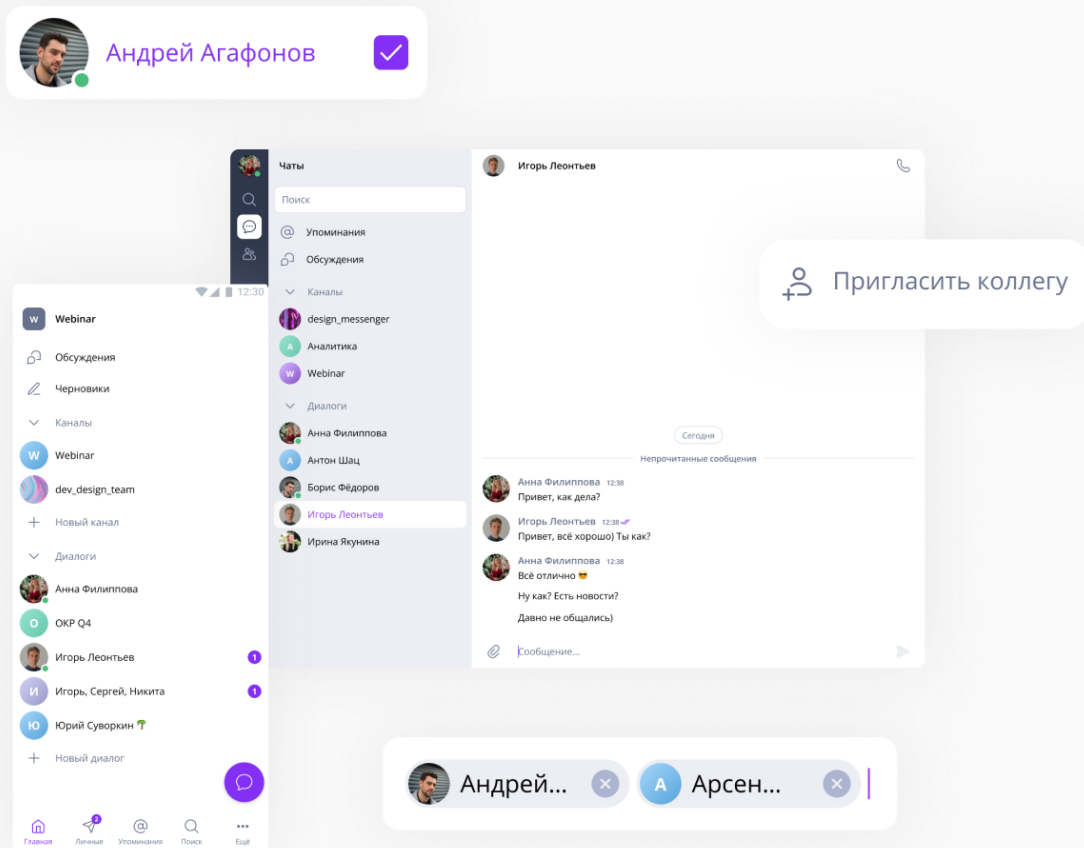 Андрей Агафонов
Чаты
Поиск
Упоминания
Обсуждения
Каналы
design_messenger
А Аналитика
W Webinar
Диалоги
Анна Филиппова
А Антон Шац
Борис Фёдоров
Игорь Леонтьев
Ирина Якунина
Игорь Леонтьев
Сегодня
Непрочитанные сообщения
Анна Филиппова 12:38
Привет, как дела?
Игорь Леонтьев 12:38
Привет, всё хорошо) Ты как?
Анна Филиппова 12:38
Всё отлично 😎
Ну как? Есть новости?
Давно не общались)
Сообщение...
Пригласить коллегу
12:30
W Webinar
Обсуждения
Черновики
Каналы
W Webinar
dev_design_team
Новый канал
Диалоги
Анна Филиппова
О ОКР Q4
Игорь Леонтьев 1
И Игорь, Сергей, Никита 1
Ю Юрий Суворкин 🌴
Новый диалог
2
Главная Личные Упоминания Поиск Ещё
Андрей... А Арсен...